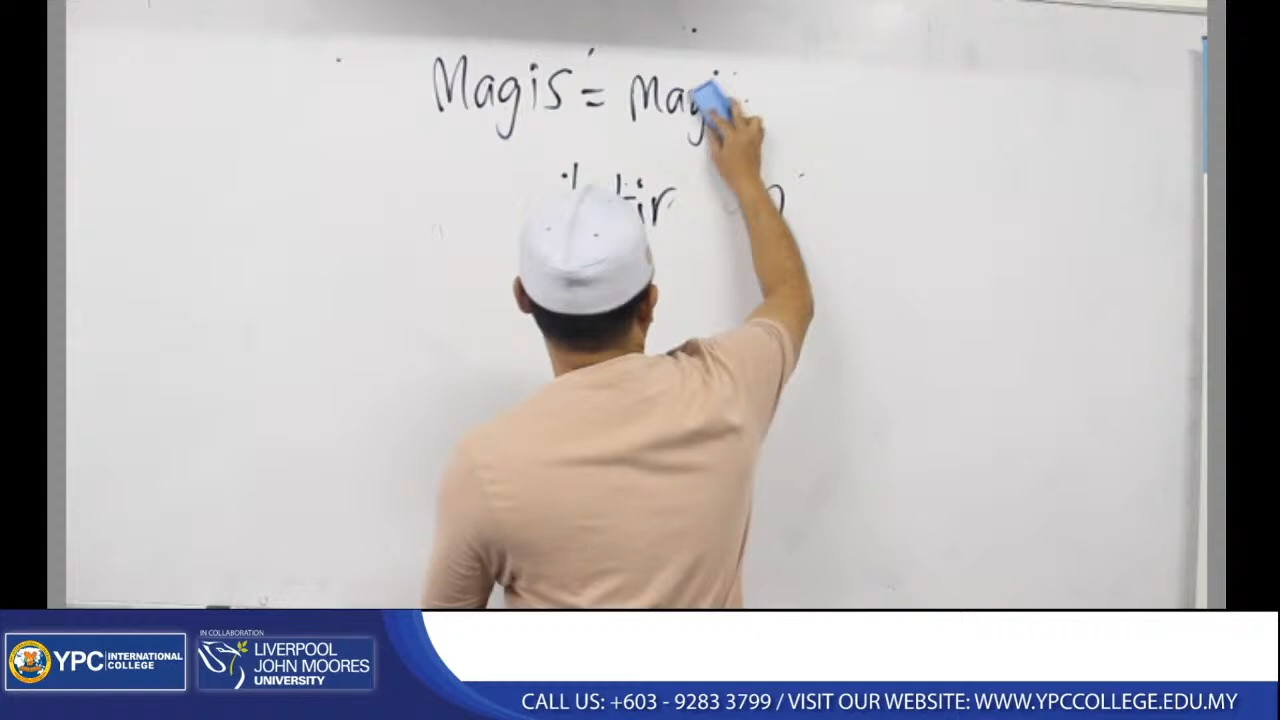 Magis = Magi
YPC INTERNATIONAL COLLEGE
IN COLLABORATION
LIVERPOOL
JOHN MOORES
UNIVERSITY
CALL US: +603 - 9283 3799 / VISIT OUR WEBSITE: WWW.YPCCOLLEGE.EDU.MY